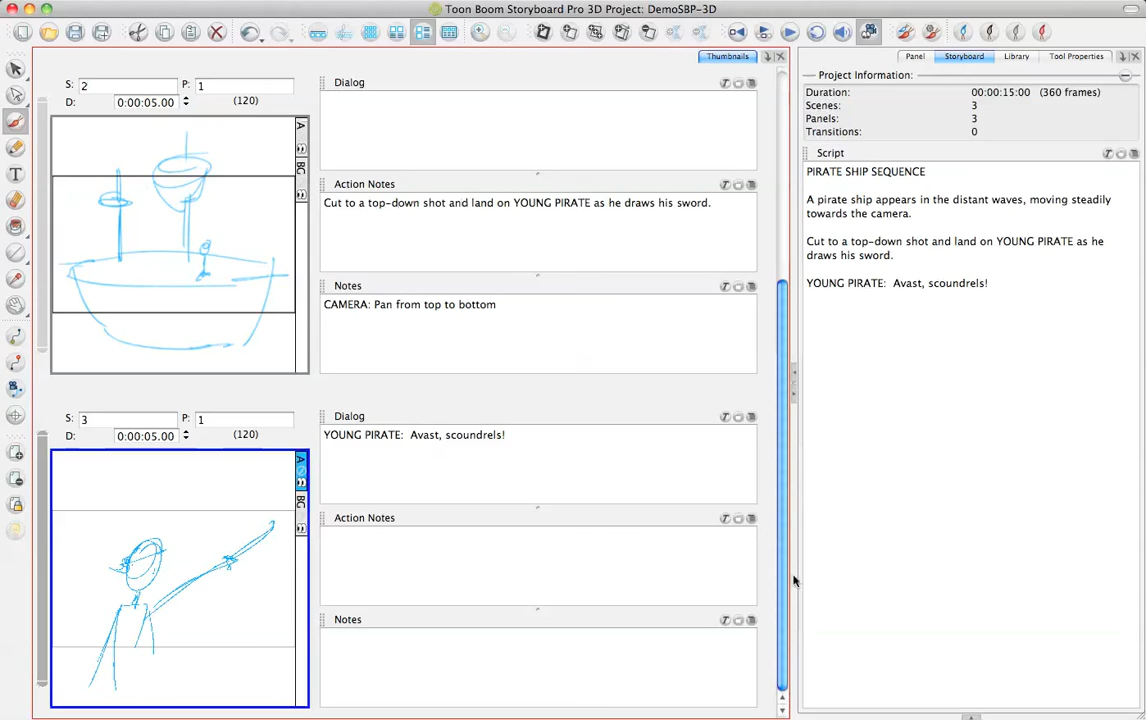 Toon Boom Storyboard Pro 3D Project: DemoSBP-3D
Thumbnails
S: 2 P: 1
D: 0:00:05.00 (120)
A
BG
Dialog
Action Notes
Cut to a top-down shot and land on YOUNG PIRATE as he draws his sword.
Notes
CAMERA: Pan from top to bottom
S: 3 P: 1
D: 0:00:05.00 (120)
A
BG
Dialog
YOUNG PIRATE: Avast, scoundrels!
Action Notes
Notes
Panel Storyboard Library Tool Properties
Project Information:
Duration: 00:00:15:00 (360 frames)
Scenes: 3
Panels: 3
Transitions: 0
Script
PIRATE SHIP SEQUENCE
A pirate ship appears in the distant waves, moving steadily
towards the camera.
Cut to a top-down shot and land on YOUNG PIRATE as he
draws his sword.
YOUNG PIRATE: Avast, scoundrels!